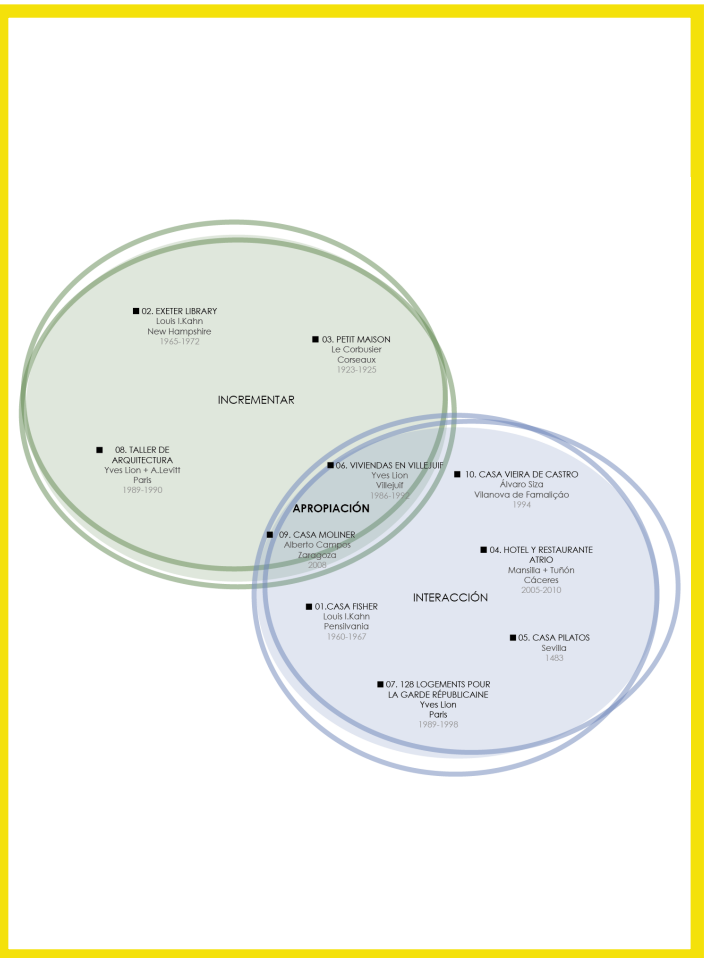 02. EXETER LIBRARY
Louis I.Kahn
New Hampshire
1965-1972
03. PETIT MAISON
Le Corbusier
Corseaux
1923-1925
INCREMENTAR
08. TALLER DE
ARQUITECTURA
Yves Lion + A.Levitt
Paris
1989-1990
06. VIVIENDAS EN VILLEJUIF
Yves Lion
Villejuif
1986-1992
10. CASA VIEIRA DE CASTRO
Álvaro Siza
Vilanova de Famalição
1994
APROPIACIÓN
09. CASA MOLINER
Alberto Campos
Zaragoza
2008
04. HOTEL Y RESTAURANTE
ATRIO
Mansilla + Tuñón
Cáceres
2005-2010
INTERACCIÓN
01.CASA FISHER
Louis I.Kahn
Pensilvania
1960-1967
05. CASA PILATOS
Sevilla
1483
07. 128 LOGEMENTS POUR
LA GARDE RÉPUBLICAINE
Yves Lion
Paris
1989-1998